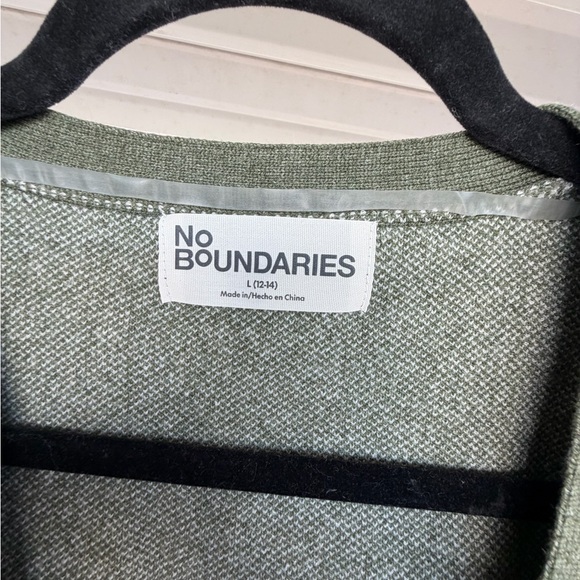 No
BoUNDARIES
L (12-14)
Made in/Hecho en China